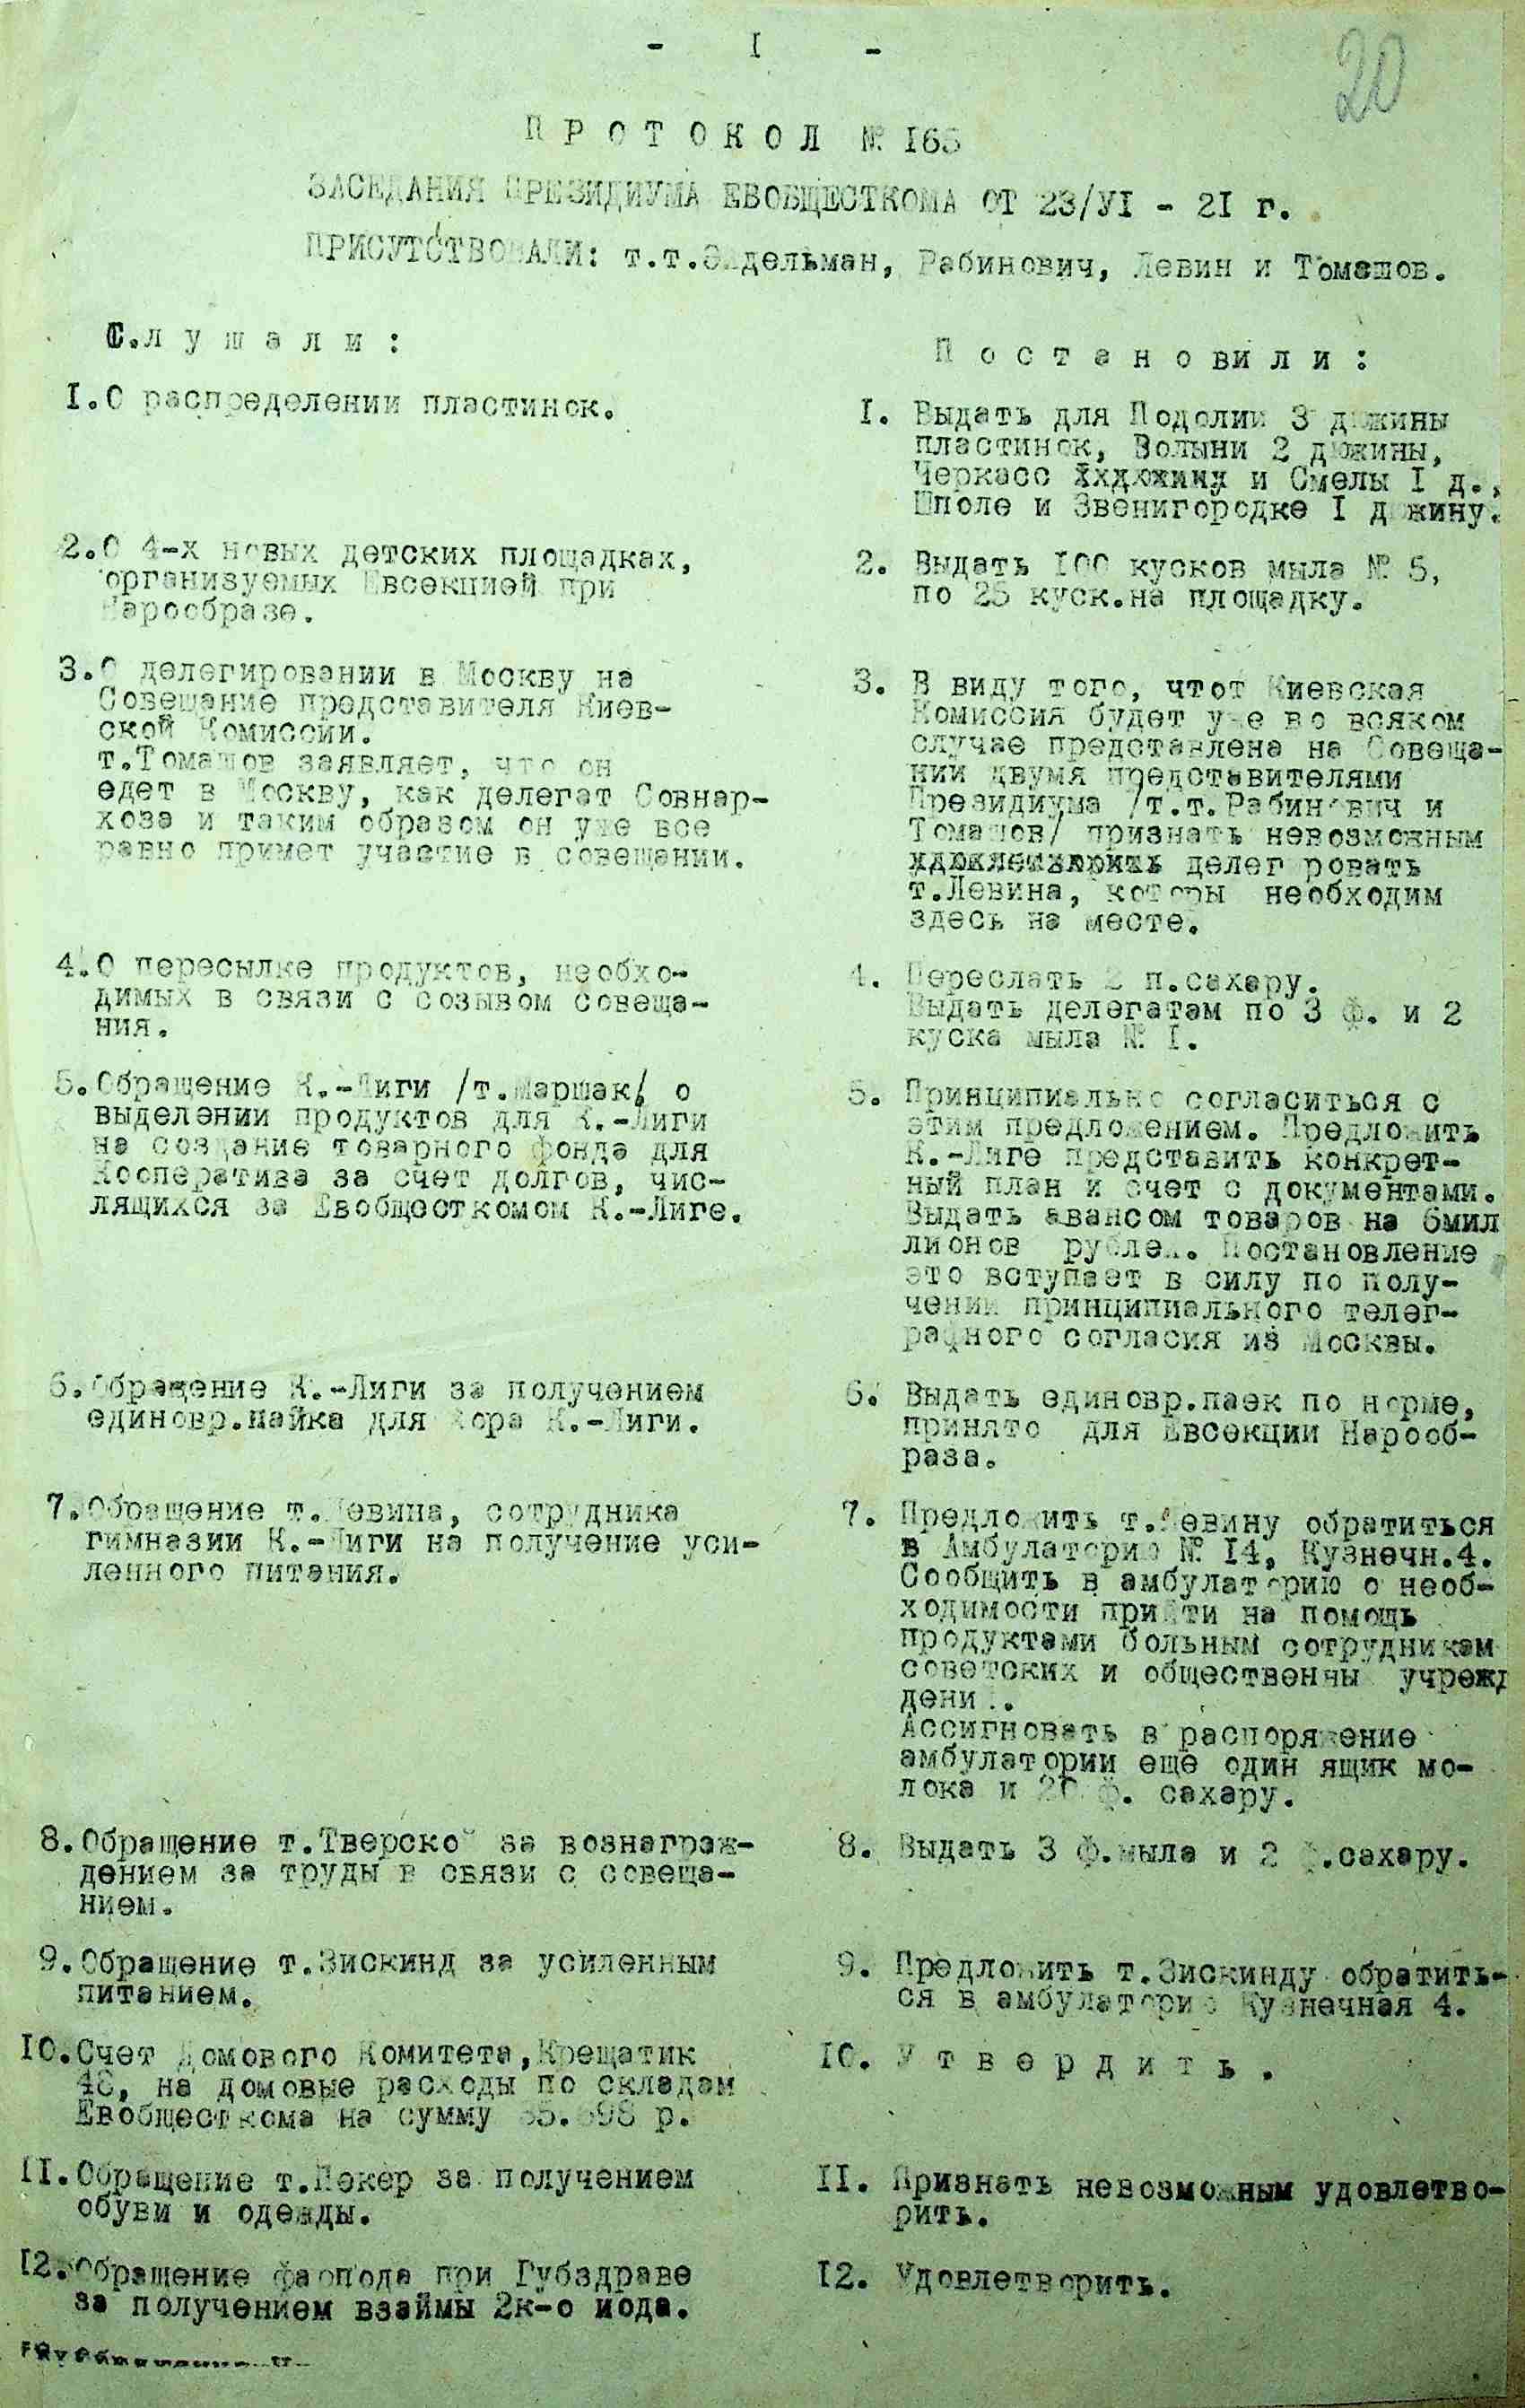 - I -
20
ПРОТОКОЛ № 165
ЗАСЕДАНИЯ ПРЕЗИДИУМА ЕВОБЩЕСТКОМА ОТ 23/УI - 2I г.
ПРИСУТСТВОВАЛИ: т.т.Эйдельман, Рабинович, Левин и Томашов.
Слушали:
I.О распределении пластинок.
2.О 4-х новых детских площадках,
организуемых Евсекцией при
Наробразе.
3.О делегировании в Москву на
Совещание представителя Киев-
ской Комиссии.
т.Томашов заявляет, что он
едет в Москву, как делегат Совнар-
хоза и таким образом он уже все
равно примет участие в совещании.
4.О пересылке продуктов, необхо-
димых в связи с созывом совеща-
ния.
5.Обращение К.-Лиги /т.Маршак/ о
выделении продуктов для К.-Лиги
на создание товарного фонда для
Кооператива за счет долгов, чис-
лящихся за Евобщесткомом К.-Лиге.
6.Обращение К.-Лиги за получением
единовр.пайка для хора К.-Лиги.
7.Обращение т.Левина, сотрудника
гимназии К.-Лиги на получение уси-
ленного питания.
8.Обращение т.Тверской за вознаграж-
дением за труды в связи с совеща-
нием.
9.Обращение т.Зискинд за усиленным
питанием.
I0.Счет Домового Комитета,Крещатик
48, на домовые расходы по складам
Евобщесткома на сумму р.
II.Обращение т.Пекер за получением
обуви и одежды.
I2.Обращение при Губздраве
за получением взаймы 2к-о иода.
Постановили:
I. Выдать для Подолии 3 дюжины
пластинок, Волыни 2 дюжины,
Черкасс и Смелы I д.,
Шполе и Звенигородке I дюжину.
2. Выдать I00 кусков мыла № 5,
по 25 куск.на площадку.
3. В виду того, чтот Киевская
Комиссия будет уже во всяком
случае представлена на Совеща-
нии двумя представителями
Президиума /т.т.Рабинович и
Томашов/ признать невозможным
делегировать
т.Левина, который необходим
здесь на месте.
4. Переслать 2 п.сахару.
Выдать делегатам по 3 ф. и 2
куска мыла № I.
5. Принципиально согласиться с
этим предложением. Предложить
К.-Лиге представить конкрет-
ный план и счет с документами.
Выдать авансом товаров на 6мил
лионов рублей. Постановление
это вступает в силу по полу-
чении принципиального телег-
рафного согласия из Москвы.
6. Выдать единовр.паек по норме,
принято для Евсекции Нарооб-
раза.
7. Предложить т.Левину обратиться
в Амбулаторию № I4, Кузнечн.4.
Сообщить в амбулаторию о необ-
ходимости прийти на помощь
продуктами больным сотрудникам
советских и общественных учрежд
дений.
Ассигновать в распоряжение
амбулатории еще один ящик мо-
лока и 20 ф. сахару.
8. Выдать 3 ф.мыла и 2 ф.сахару.
9. Предложить т.Зискинду обратить-
ся в амбулаторию Кузнечная 4.
I0. Утвердить.
II. Признать невозможным удовлетво-
рить.
I2. Удовлетворить.